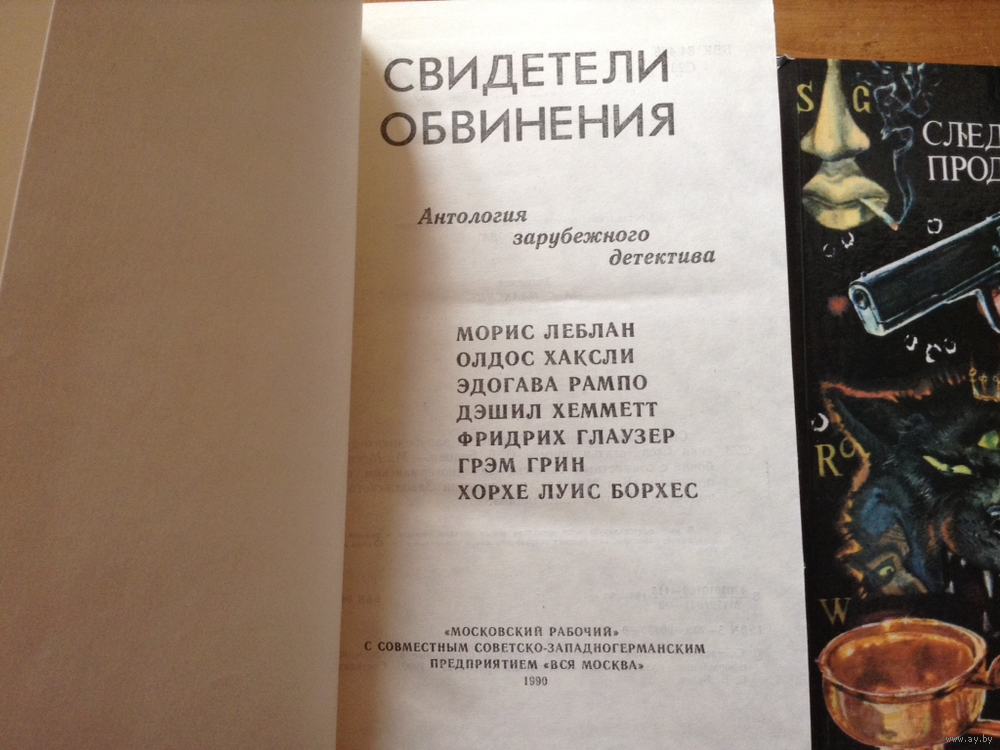 СВИДЕТЕЛИ
ОБВИНЕНИЯ
Антология
зарубежного
детектива
МОРИС ЛЕБЛАН
ОЛДОС ХАКСЛИ
ЭДОГАВА РАМПО
ДЭШИЛ ХЕММЕТТ
ФРИДРИХ ГЛАУЗЕР
ГРЭМ ГРИН
ХОРХЕ ЛУИС БОРХЕС
«МОСКОВСКИЙ РАБОЧИЙ»
С СОВМЕСТНЫМ СОВЕТСКО-ЗАПАДНОГЕРМАНСКИМ
ПРЕДПРИЯТИЕМ «ВСЯ МОСКВА»
1990
S G
СЛЕД
ПРОД
R
W
www.ay.by